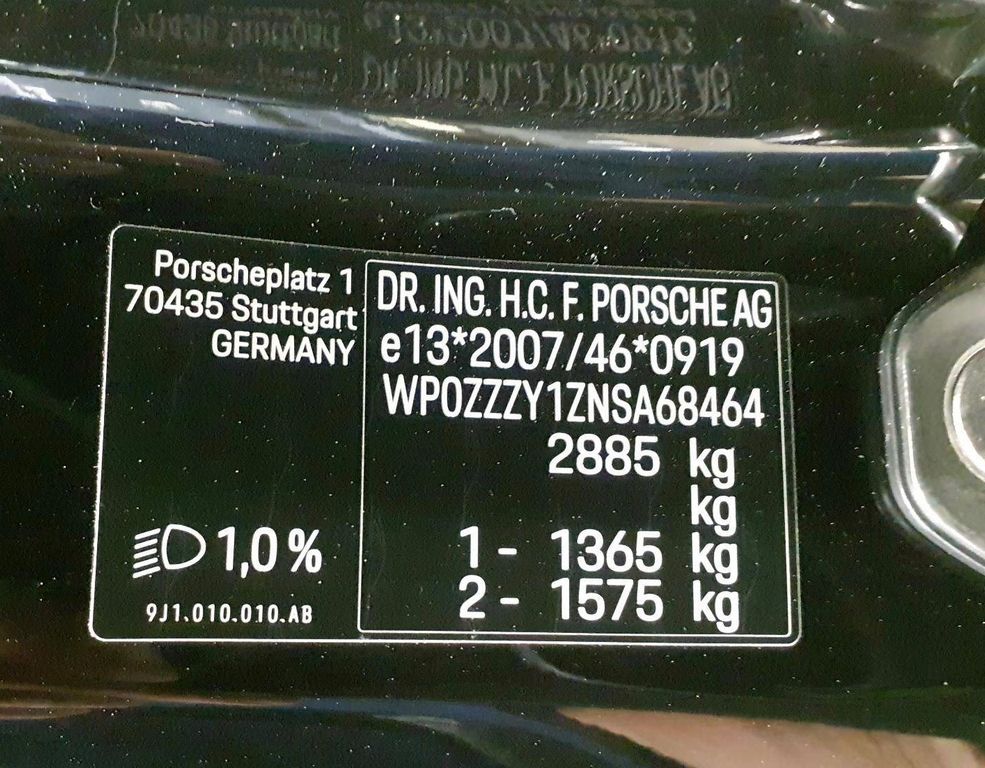 Porscheplatz 1
70435 Stuttgart
GERMANY
1,0 %
9J1.010.010.AB
DR. ING. H.C. F. PORSCHE AG
e13*2007/46*0919
WP0ZZZY1ZNSA68464
2885 kg
kg
1 - 1365 kg
2 - 1575 kg